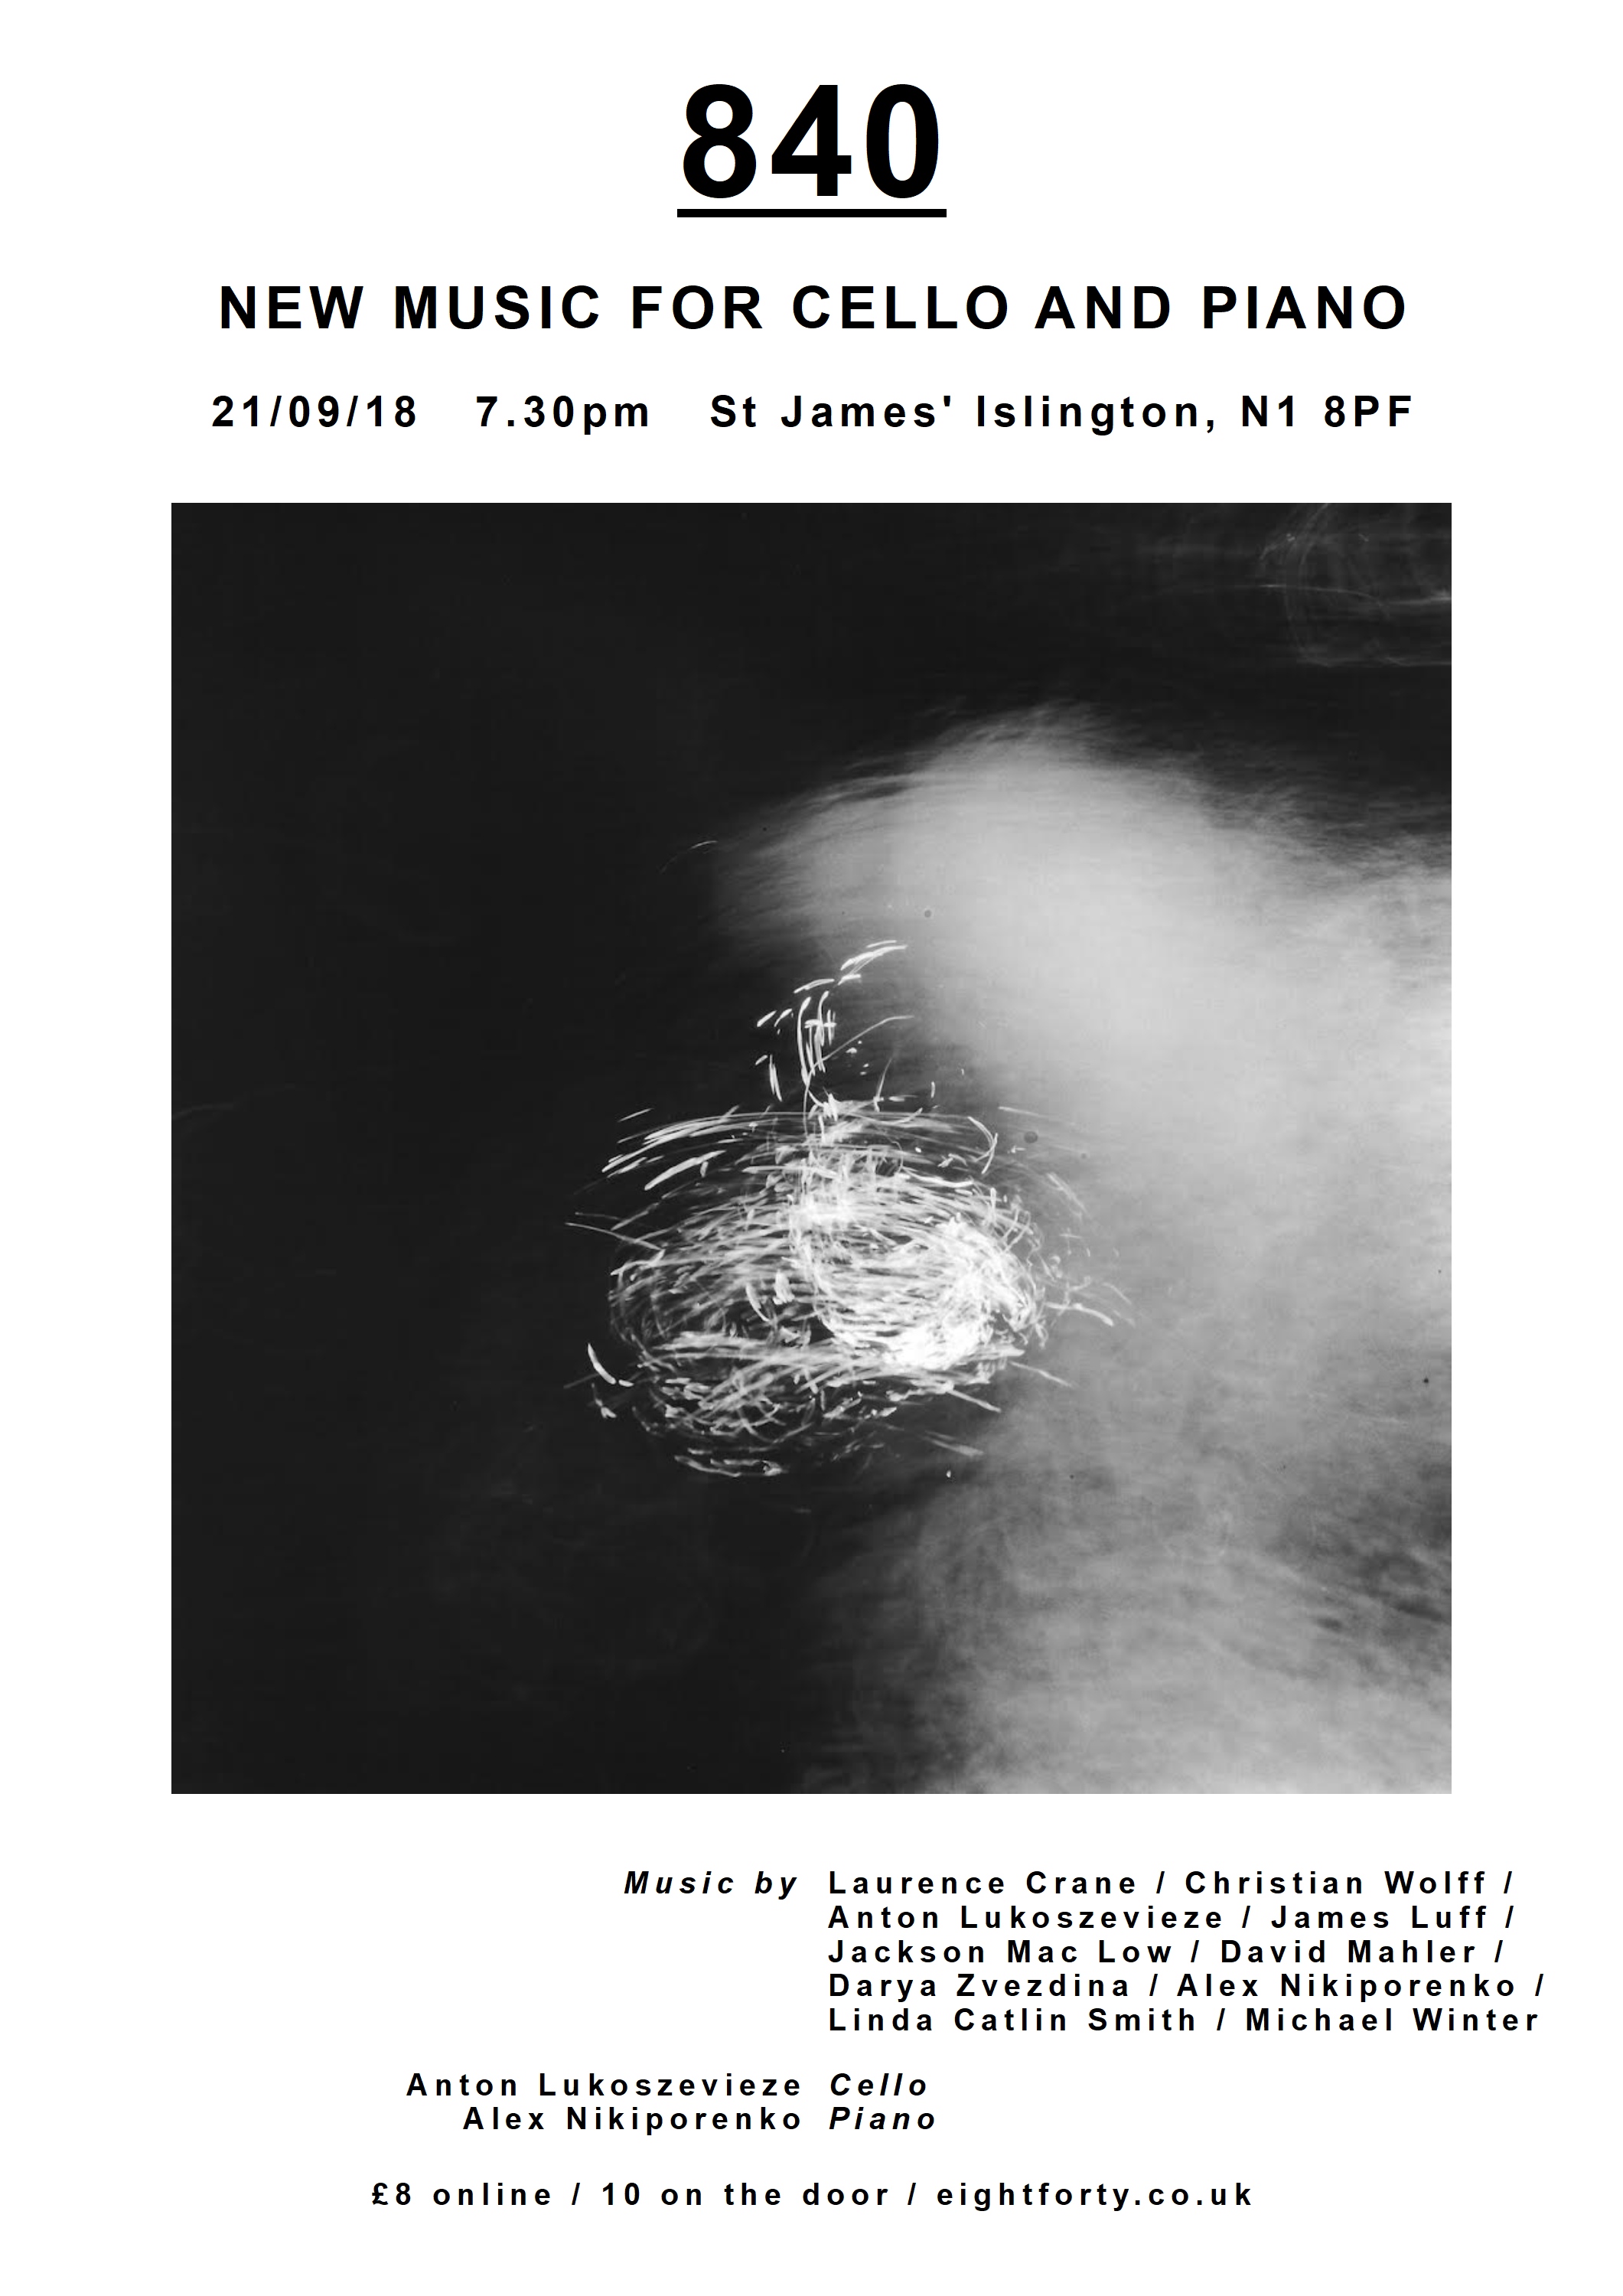 840
NEW MUSIC FOR CELLO AND PIANO
21/09/18 7.30pm St James' Islington, N1 8PF
Music by Laurence Crane / Christian Wolff /
Anton Lukoszevieze / James Luff /
Jackson Mac Low / David Mahler /
Darya Zvezdina / Alex Nikiporenko /
Linda Catlin Smith / Michael Winter
Anton Lukoszevieze Cello
Alex Nikiporenko Piano
£8 online / 10 on the door / eightforty.co.uk